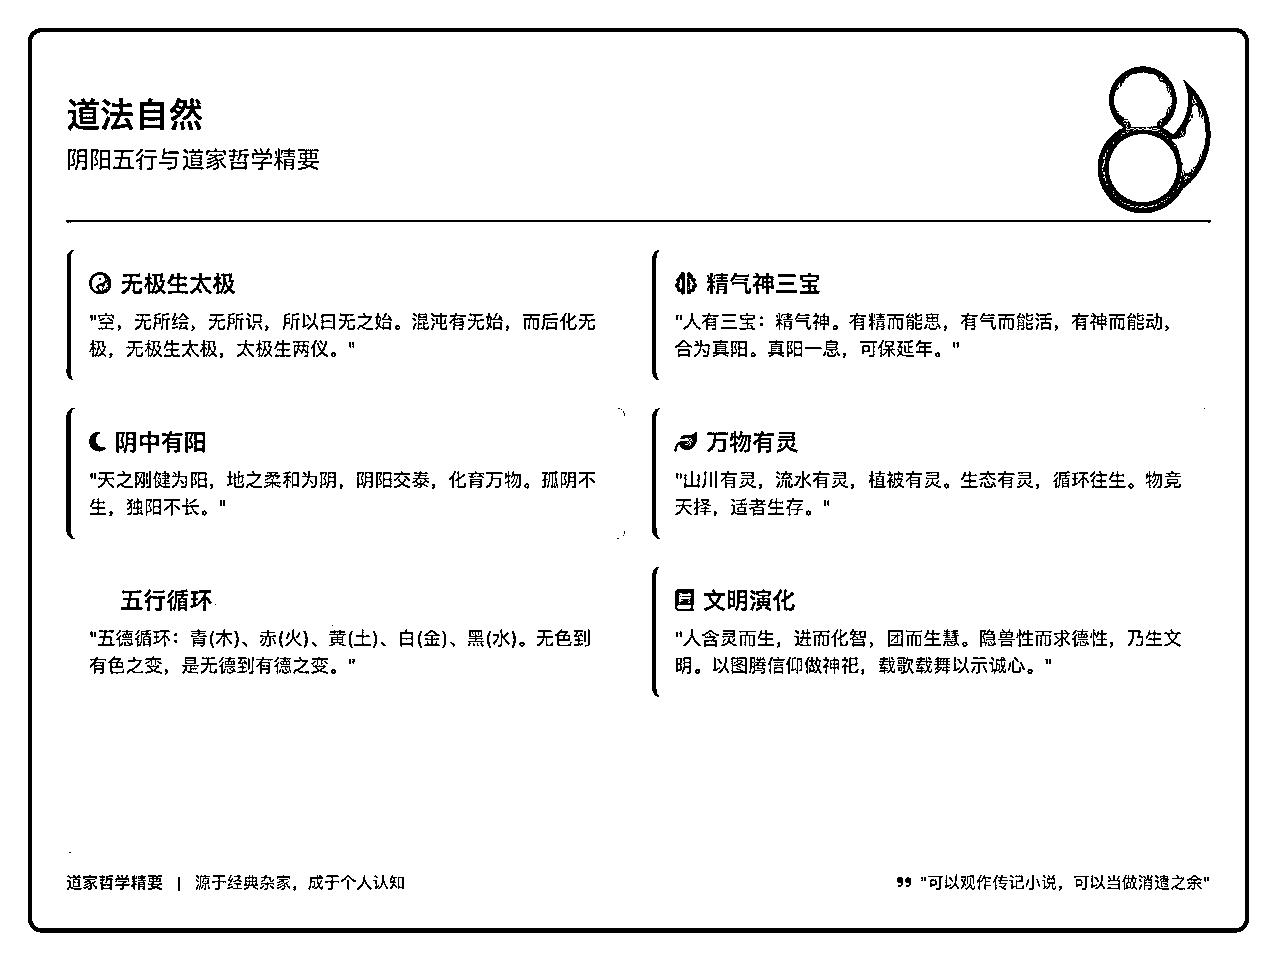 道法自然
阴阳五行与道家哲学精要
无极生太极
"空，无所绘，无所识，所以曰无之始。混沌有无始，而后化无
极，无极生太极，太极生两仪。"
精气神三宝
"人有三宝：精气神。有精而能思，有气而能活，有神而能动，
合为真阳。真阳一息，可保延年。"
阴中有阳
"天之刚健为阳，地之柔和为阴，阴阳交泰，化育万物。孤阴不
生，独阳不长。"
万物有灵
"山川有灵，流水有灵，植被有灵。生态有灵，循环往生。物竞
天择，适者生存。"
五行循环
"五德循环：青(木)、赤(火)、黄(土)、白(金)、黑(水)。无色到
有色之变，是无德到有德之变。"
文明演化
"人含灵而生，进而化智，团而生慧。隐兽性而求德性，乃生文
明。以图腾信仰做神祀，载歌载舞以示诚心。"
道家哲学精要 | 源于经典杂家，成于个人认知
"可以观作传记小说，可以当做消遣之余"